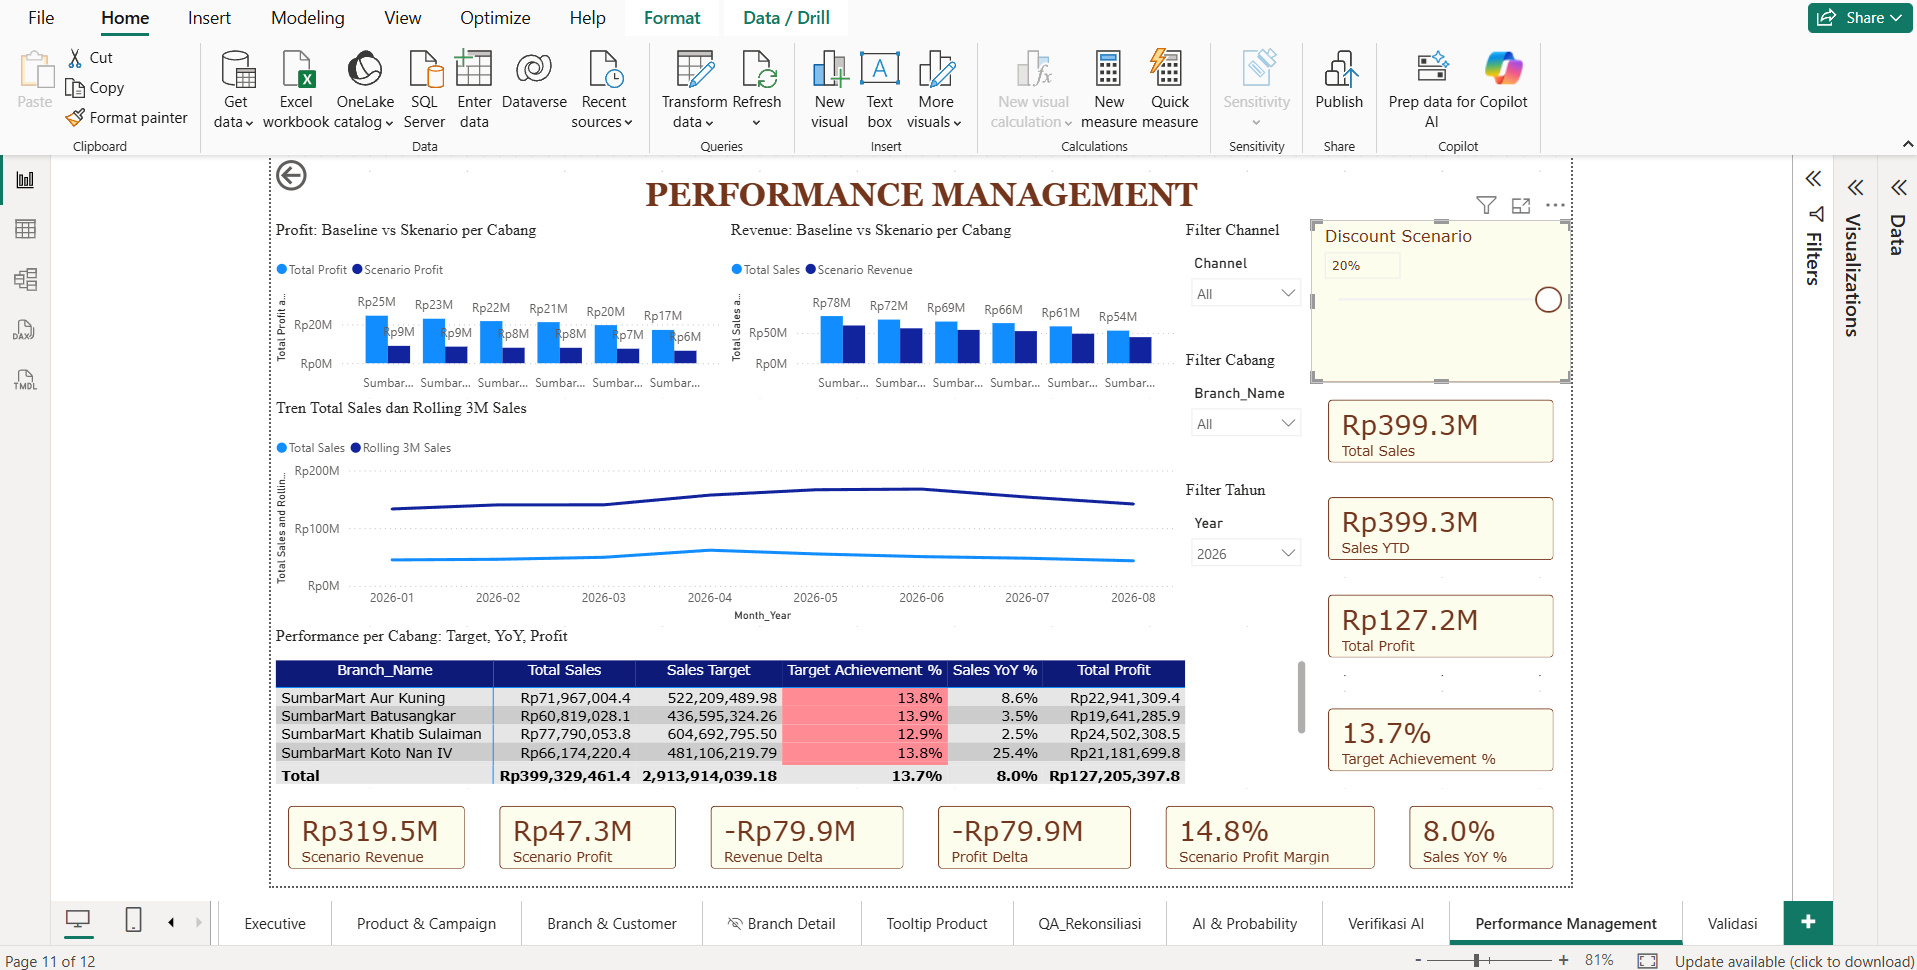 File Home Insert Modeling View Optimize Help Format Data / Drill Share
Paste Cut Copy Format painter
Get data Excel workbook OneLake catalog SQL Server Enter data Dataverse Recent sources
Transform data Refresh New visual Text box More visuals
New visual calculation New measure Quick measure Sensitivity Publish Prep data for AI Copilot
Clipboard Data Queries Insert Calculations Sensitivity Share Copilot
DAX
TMDL
PERFORMANCE MANAGEMENT
Profit: Baseline vs Skenario per Cabang
Total Profit Scenario Profit
Total Profit a...
Rp20M
Rp0M
Rp25M Rp23M Rp22M Rp21M Rp20M Rp17M
Rp9M Rp9M Rp8M Rp8M Rp7M Rp6M
Sumbar... Sumbar... Sumbar... Sumbar... Sumbar... Sumbar...
Revenue: Baseline vs Skenario per Cabang
Total Sales Scenario Revenue
Total Sales a...
Rp50M
Rp0M
Rp78M Rp72M Rp69M Rp66M Rp61M Rp54M
Sumbar... Sumbar... Sumbar... Sumbar... Sumbar... Sumbar...
Filter Channel
Channel
All
Filter Cabang
Branch_Name
All
Filter Tahun
Year
2026
Discount Scenario
20%
Tren Total Sales dan Rolling 3M Sales
Total Sales Rolling 3M Sales
Total Sales and Rollin...
Rp200M
Rp100M
Rp0M
2026-01 2026-02 2026-03 2026-04 2026-05 2026-06 2026-07 2026-08
Month_Year
Rp399.3M
Total Sales
Rp399.3M
Sales YTD
Rp127.2M
Total Profit
13.7%
Target Achievement %
Performance per Cabang: Target, YoY, Profit
Branch_Name Total Sales Sales Target Target Achievement % Sales YoY % Total Profit
SumbarMart Aur Kuning Rp71,967,004.4 522,209,489.98 13.8% 8.6% Rp22,941,309.4
SumbarMart Batusangkar Rp60,819,028.1 436,595,324.26 13.9% 3.5% Rp19,641,285.9
SumbarMart Khatib Sulaiman Rp77,790,053.8 604,692,795.50 12.9% 2.5% Rp24,502,308.5
SumbarMart Koto Nan IV Rp66,174,220.4 481,106,219.79 13.8% 25.4% Rp21,181,699.8
Total Rp399,329,461.4 2,913,914,039.18 13.7% 8.0% Rp127,205,397.8
Rp319.5M
Scenario Revenue
Rp47.3M
Scenario Profit
-Rp79.9M
Revenue Delta
-Rp79.9M
Profit Delta
14.8%
Scenario Profit Margin
8.0%
Sales YoY %
Filters
Visualizations
Data
Executive Product & Campaign Branch & Customer Branch Detail Tooltip Product QA_Rekonsiliasi AI & Probability Verifikasi AI Performance Management Validasi +
Page 11 of 12 - + 81% Update available (click to download)